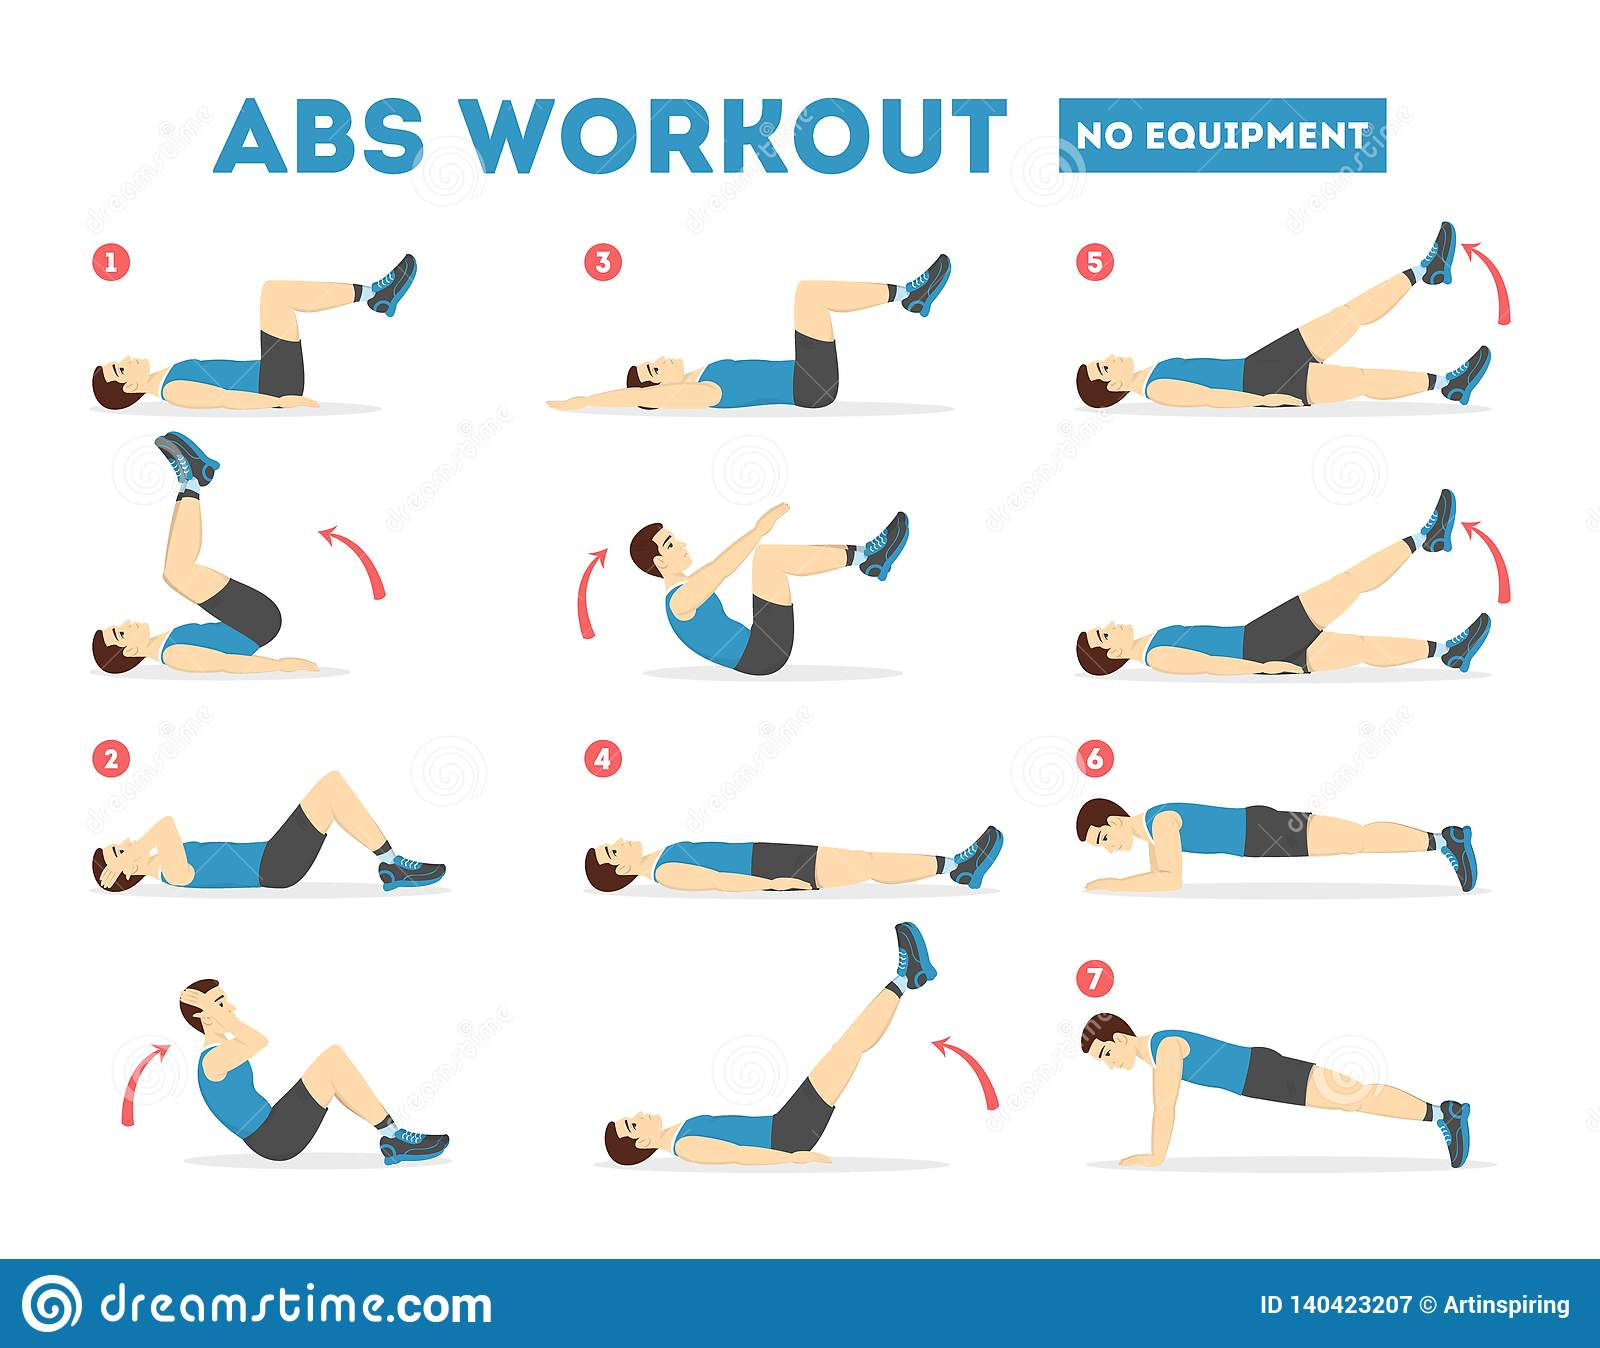 ABS WORKOUT NO EQUIPMENT
1
3
5
2
4
6
7
dreamstime.com
ID 140423207 © Artinspiring